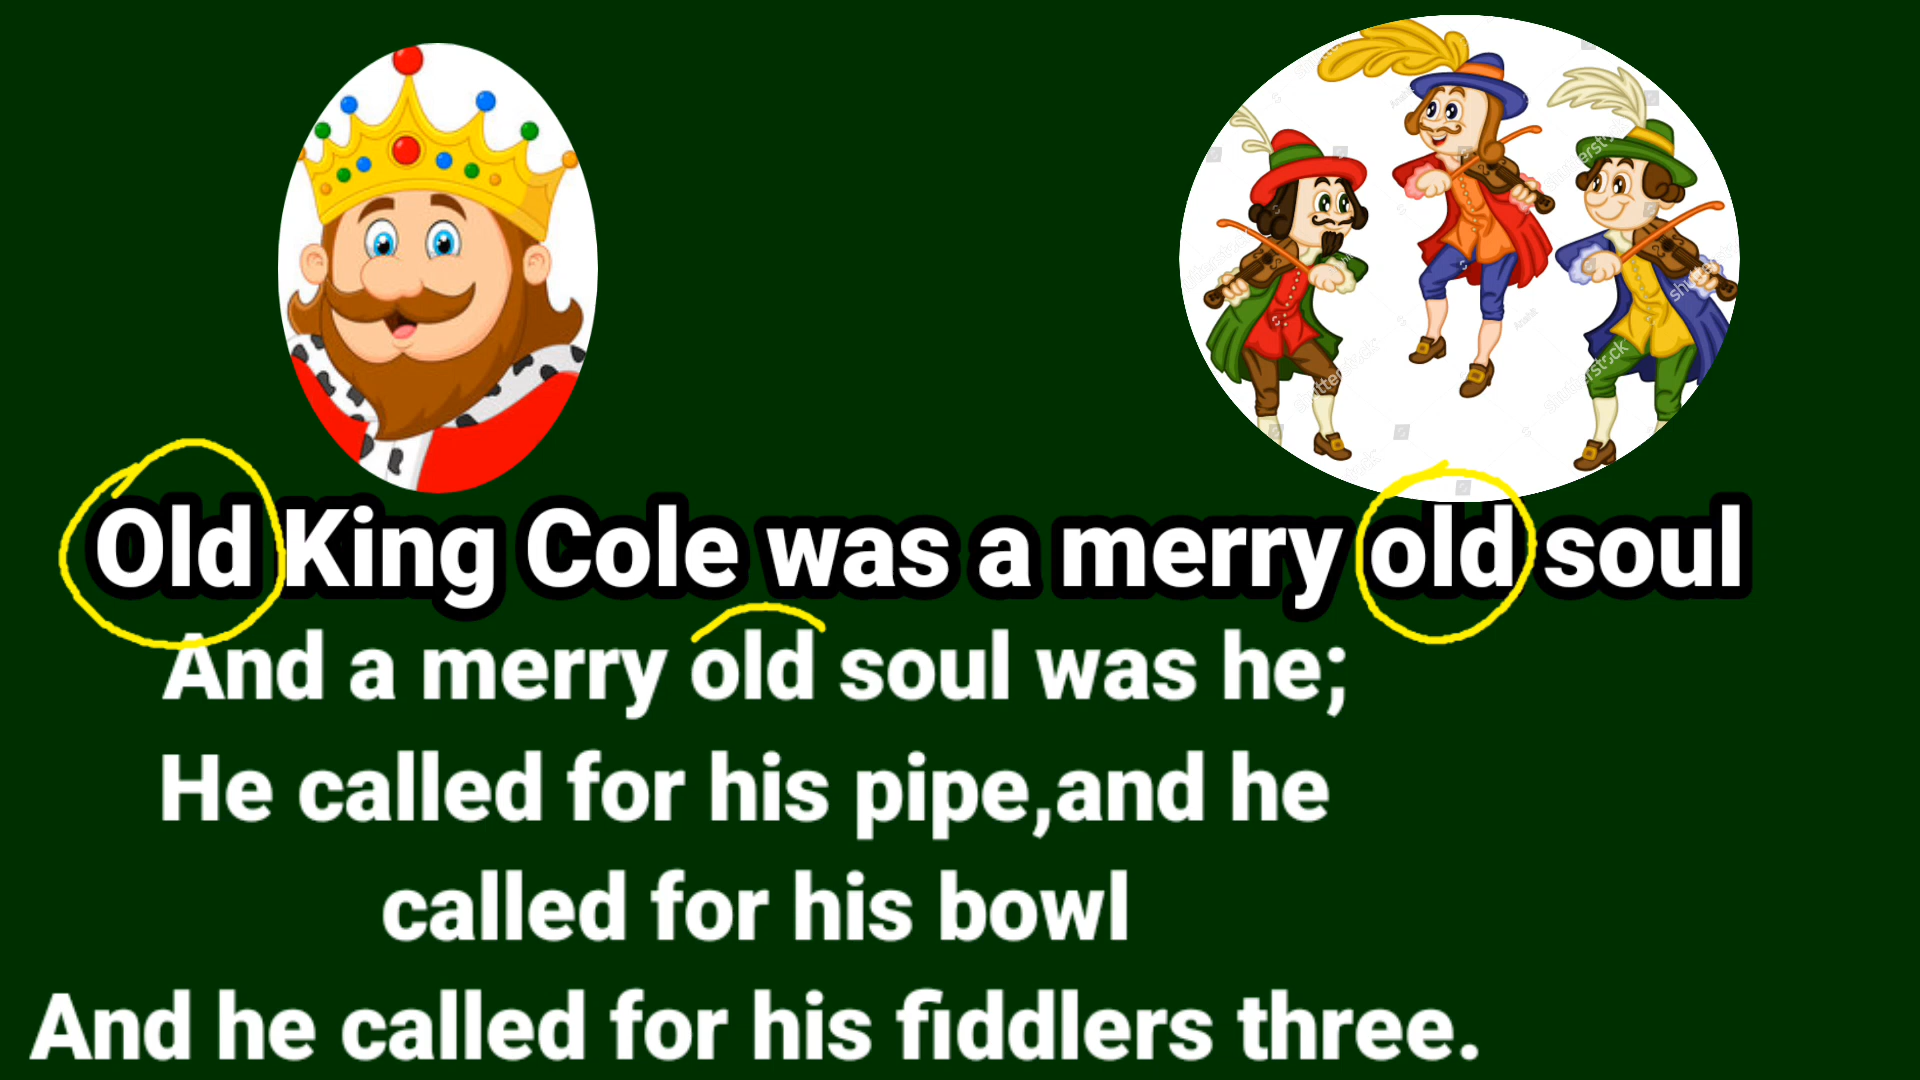 Old King Cole was a merry old soul
And a merry old soul was he;
He called for his pipe,and he
called for his bowl
And he called for his fiddlers three.